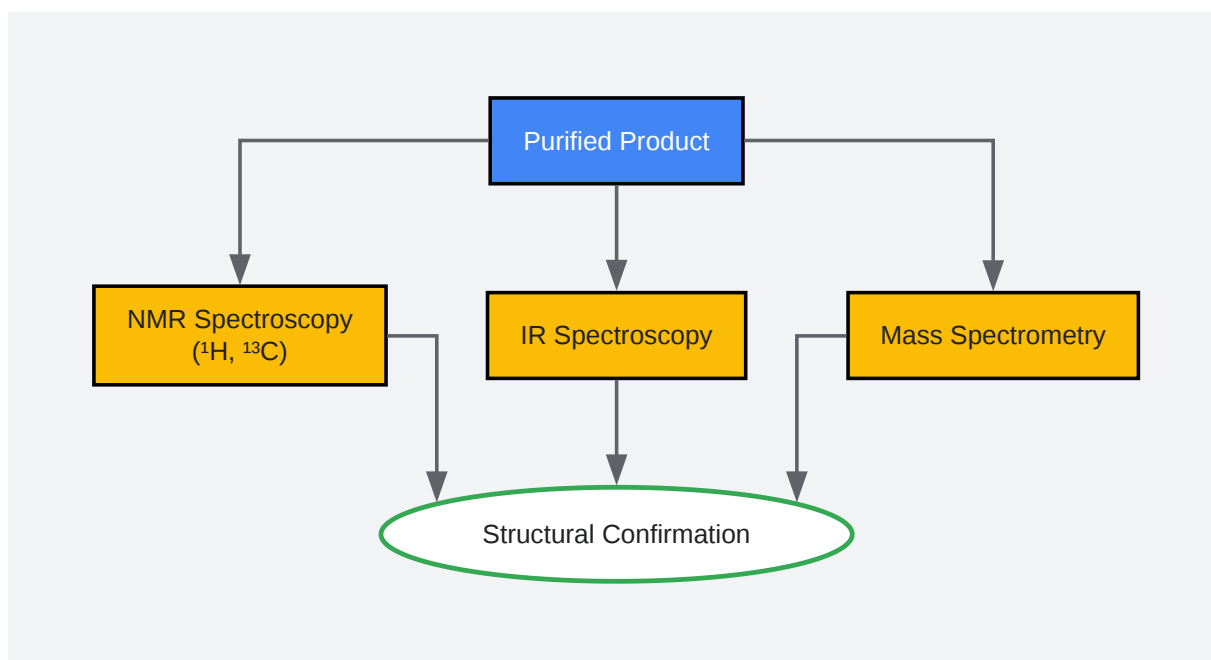 Purified Product
NMR Spectroscopy
(¹H, ¹³C)
IR Spectroscopy
Mass Spectrometry
Structural Confirmation